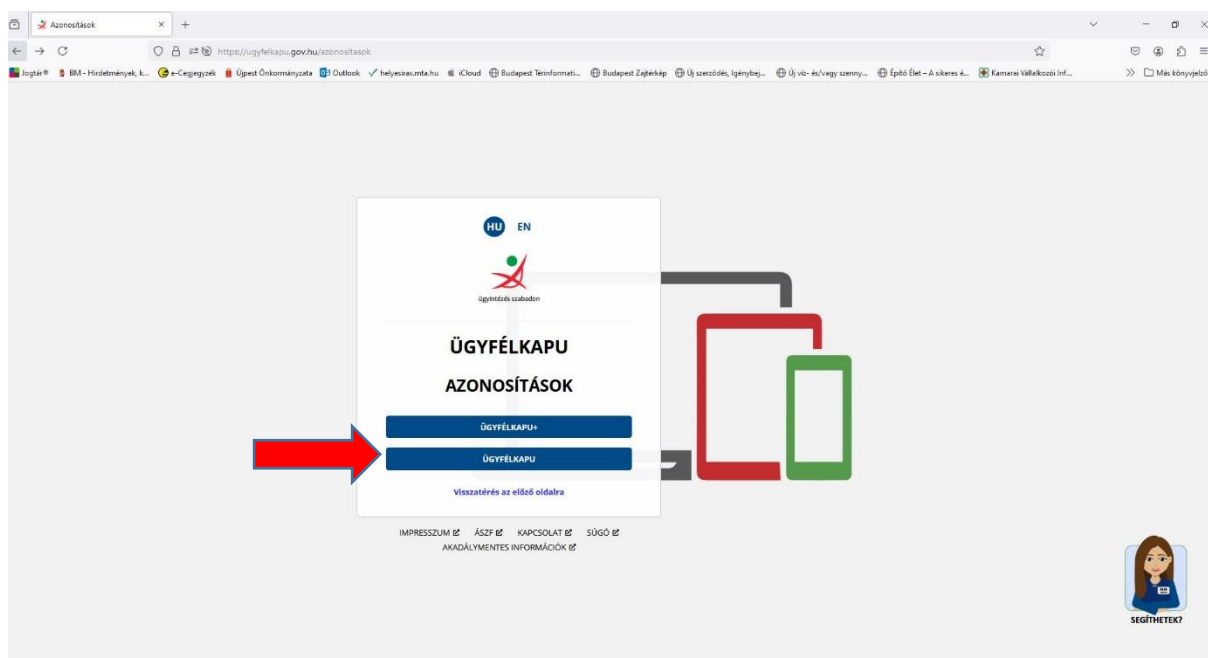 Azonosítások
https://ugyfelkapu.gov.hu/azonositasok
Jogtár® BM - Hirdetmények, k... e-Cegjegyzék Újpest Önkormányzata Outlook helyesiras.mta.hu iCloud Budapest Térinformati... Budapest Zajtérkép Új szerződés, Igénybej... Új víz- és/vagy szenny... Építő Élet – A sikeres é... Kamarai Vállalkozói Inf... Más könyvjelző
HU EN
ügyintézés szabadon
ÜGYFÉLKAPU
AZONOSÍTÁSOK
ÜGYFÉLKAPU+
ÜGYFÉLKAPU
Visszatérés az előző oldalra
IMPRESSZUM ÁSZF KAPCSOLAT SÚGÓ
AKADÁLYMENTES INFORMÁCIÓK
SEGÍTHETEK?